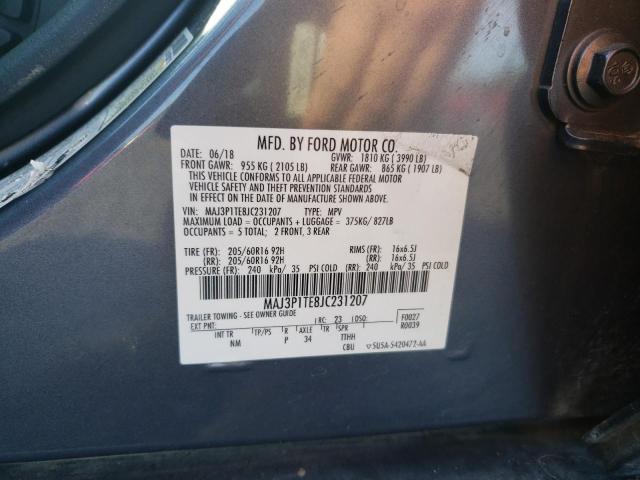 MFD. BY FORD MOTOR CO.
DATE: 06/18 GVWR: 1810 KG ( 3990 LB)
FRONT GAWR: 955 KG ( 2105 LB) REAR GAWR: 865 KG ( 1907 LB)
THIS VEHICLE CONFORMS TO ALL APPLICABLE FEDERAL MOTOR
VEHICLE SAFETY AND THEFT PREVENTION STANDARDS
IN EFFECT ON THE DATE OF MANUFACTURE SHOWN ABOVE.
VIN: MAJ3P1TE8JC231207 TYPE: MPV
MAXIMUM LOAD = OCCUPANTS + LUGGAGE = 375KG/ 827LB
OCCUPANTS = 5 TOTAL; 2 FRONT, 3 REAR
TIRE (FR): 205/60R16 92H RIMS (FR): 16x6.5J
(RR): 205/60R16 92H (RR): 16x6.5J
PRESSURE (FR): 240 kPa/ 35 PSI COLD (RR): 240 kPa/ 35 PSI COLD
MAJ3P1TE8JC231207
TRAILER TOWING - SEE OWNER GUIDE
EXT PNT: RC: 23 DSO: F0027
R0039
INT TR TP/PS R AXLE TR SPR
NM P 34 TTHH
CBU SU5A-5420472-AA